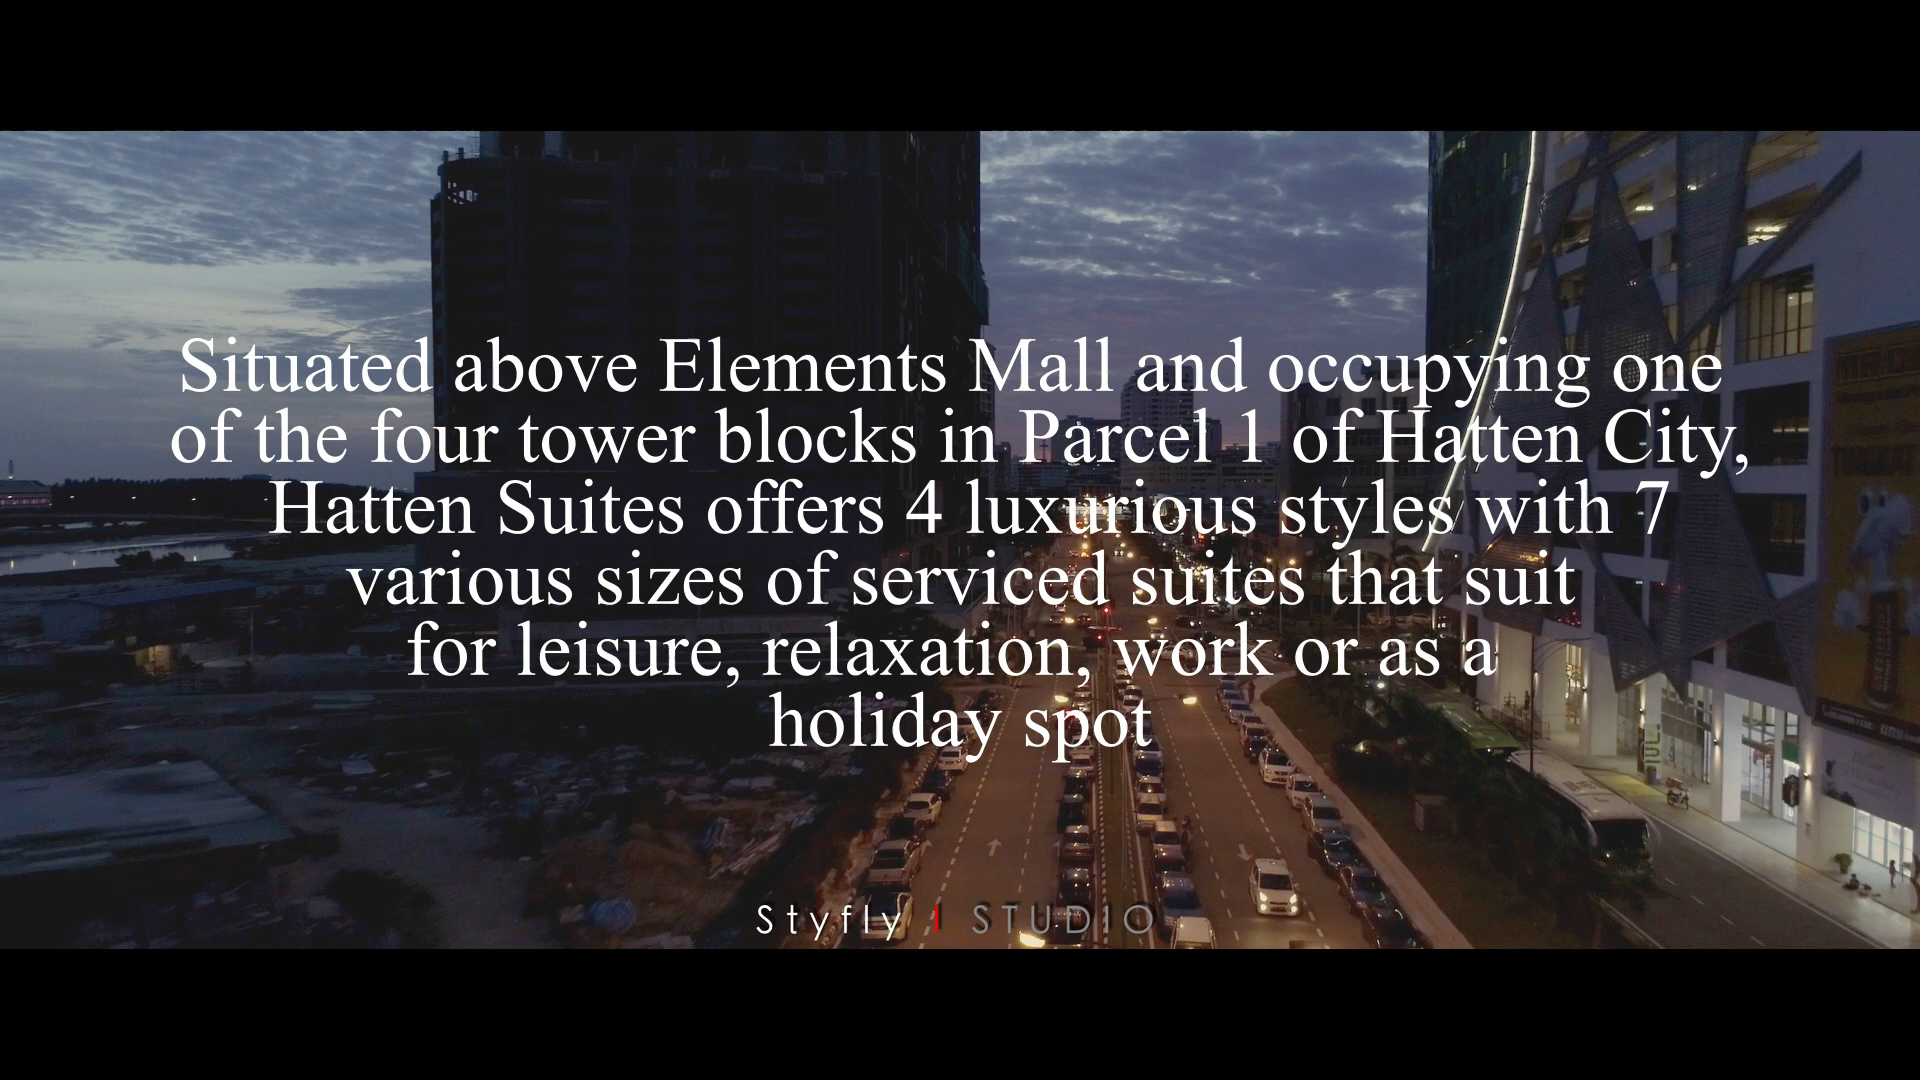 Situated above Elements Mall and occupying one
of the four tower blocks in Parcel 1 of Hatten City,
Hatten Suites offers 4 luxurious styles with 7
various sizes of serviced suites that suit
for leisure, relaxation, work or as a
holiday spot
Styfly | STUDIO